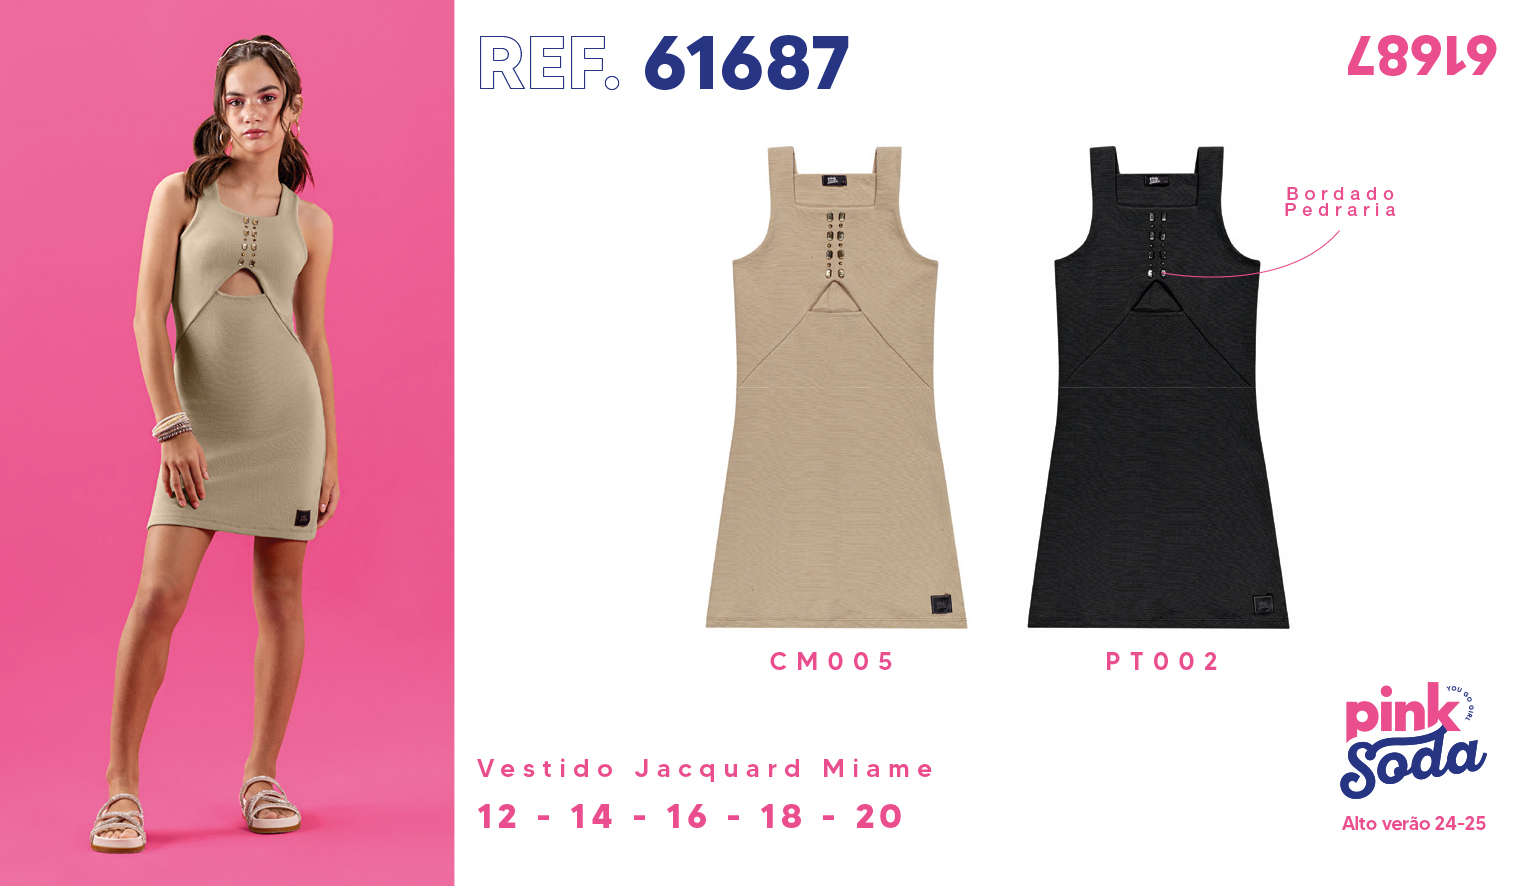 REF. 61687
61687
Bordado
Pedraria
CM005
PT002
Vestido Jacquard Miame
12 - 14 - 16 - 18 - 20
pink
Soda
YOU GO GIRL
Alto verão 24-25